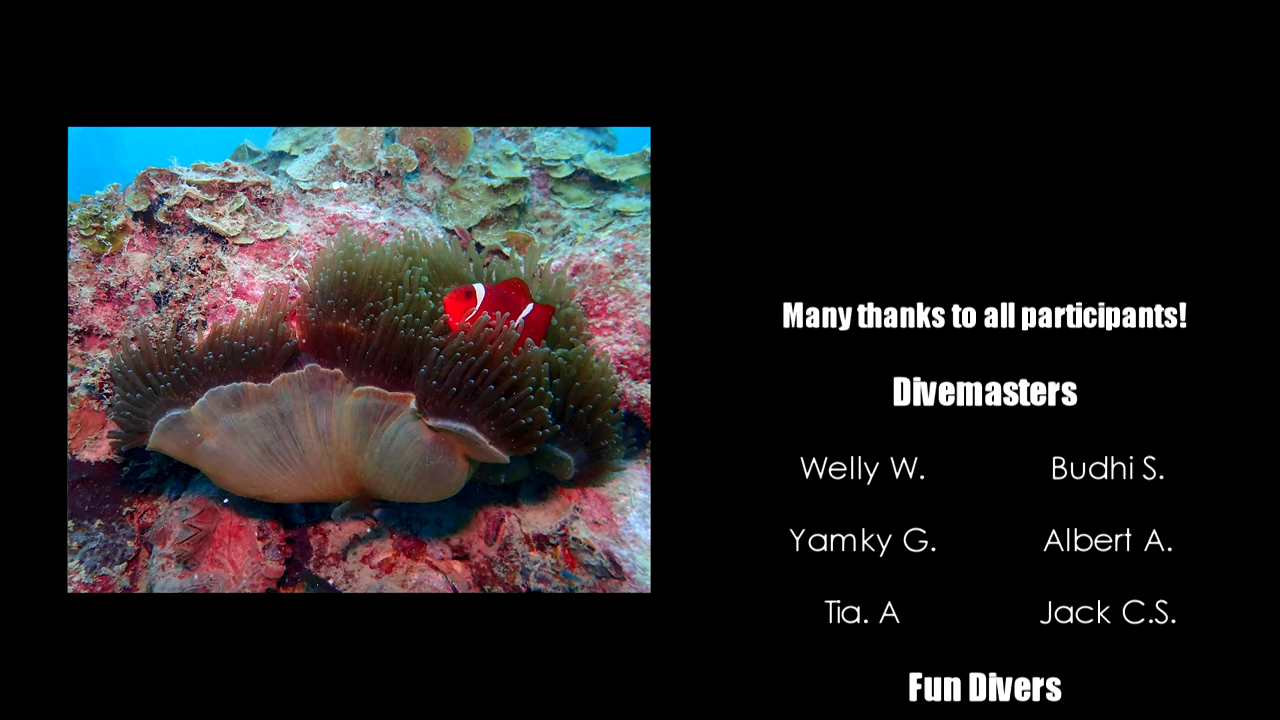 Many thanks to all participants!
Divemasters
Welly W. Budhi S.
Yamky G. Albert A.
Tia. A Jack C.S.
Fun Divers